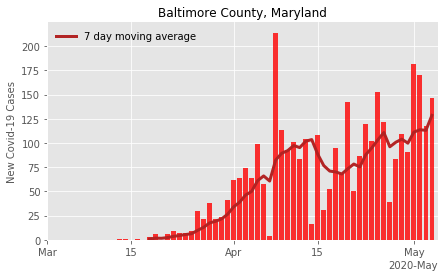 Baltimore County, Maryland
7 day moving average
New Covid-19 Cases
225
200
175
150
125
100
75
50
25
0
Mar
15
Apr
15
May
2020-May